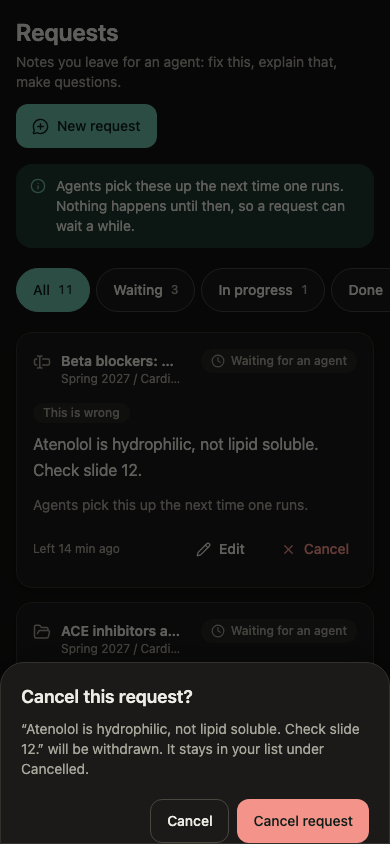 Requests
Notes you leave for an agent: fix this, explain that,
make questions.
New request
Agents pick these up the next time one runs.
Nothing happens until then, so a request can
wait a while.
All 11 Waiting 3 In progress 1 Done
Beta blockers: ... Waiting for an agent
Spring 2027 / Cardi...
This is wrong
Atenolol is hydrophilic, not lipid soluble.
Check slide 12.
Agents pick this up the next time one runs.
Left 14 min ago Edit Cancel
ACE inhibitors a... Waiting for an agent
Spring 2027 / Cardi...
Cancel this request?
“Atenolol is hydrophilic, not lipid soluble. Check slide
12.” will be withdrawn. It stays in your list under
Cancelled.
Cancel Cancel request